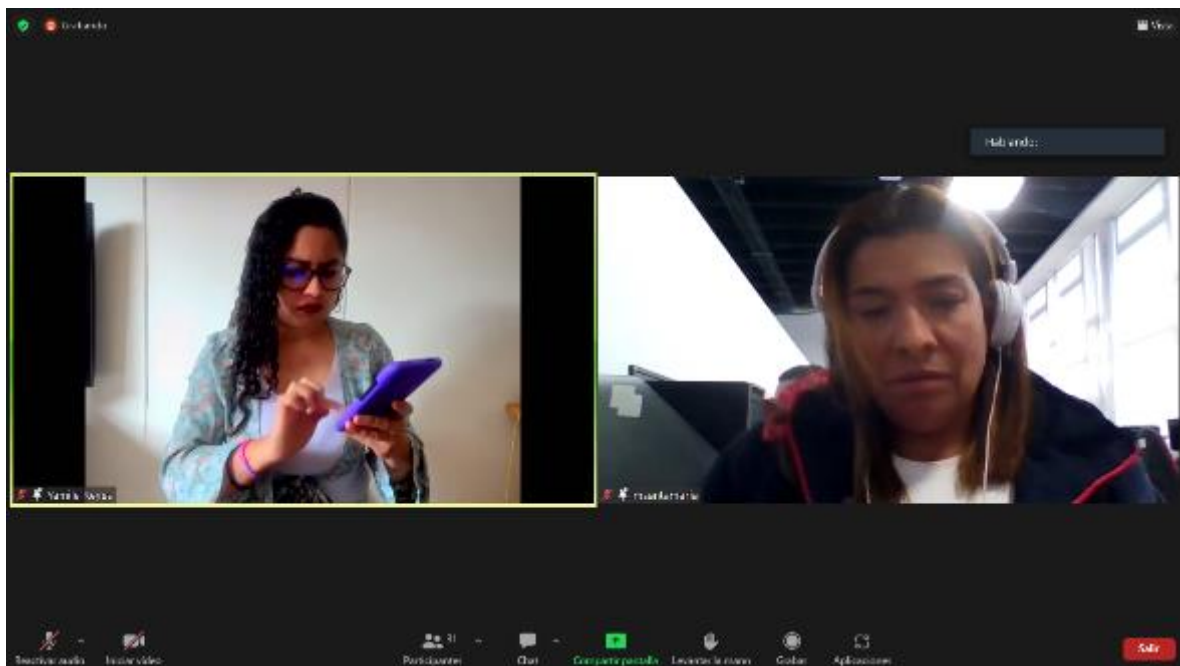 Grabando
Vista
Hablando:
Reactivar audio
Iniciar video
Participantes
Chat
Compartir pantalla
Levantar la mano
Grabar
Aplicaciones
Salir